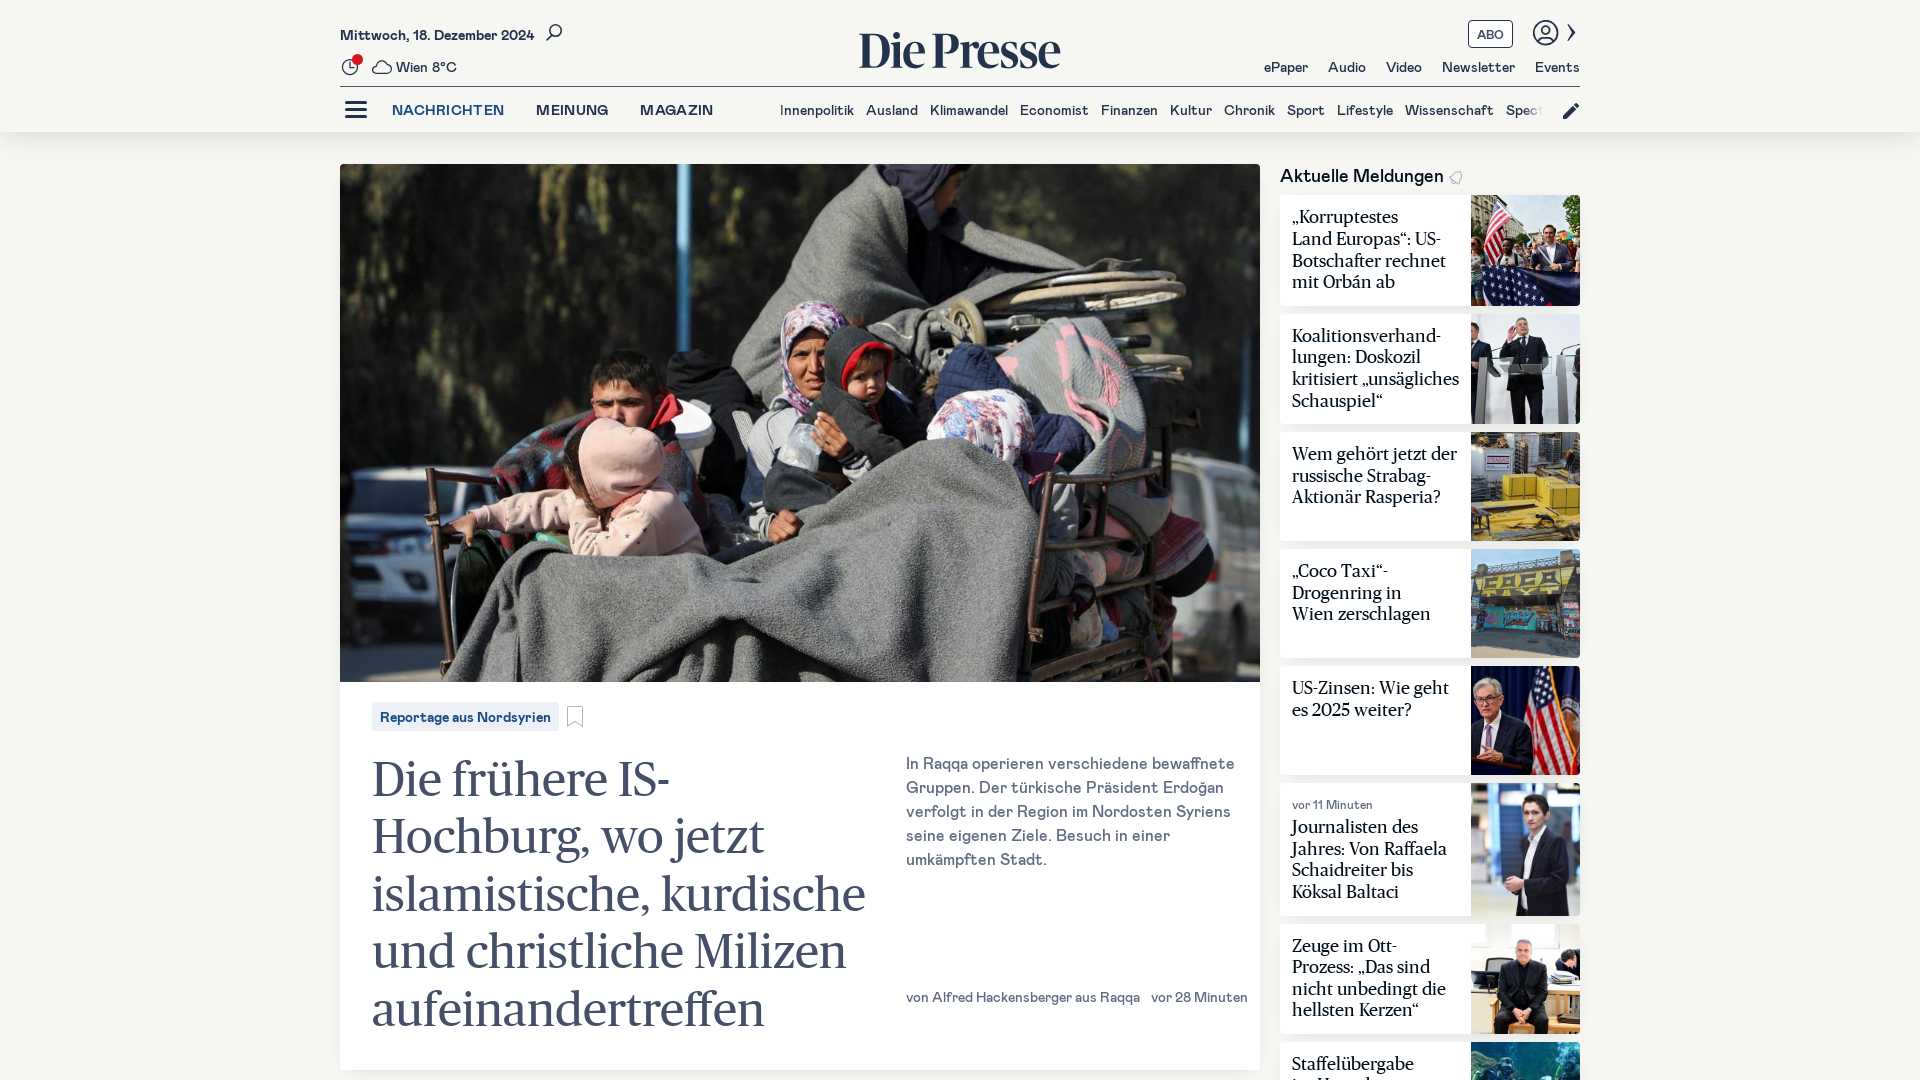 Mittwoch, 18. Dezember 2024
Wien 8°C
Die Presse
ABO
ePaper Audio Video Newsletter Events
NACHRICHTEN MEINUNG MAGAZIN
Innenpolitik Ausland Klimawandel Economist Finanzen Kultur Chronik Sport Lifestyle Wissenschaft Spect
Reportage aus Nordsyrien
Die frühere IS-
Hochburg, wo jetzt
islamistische, kurdische
und christliche Milizen
aufeinandertreffen
In Raqqa operieren verschiedene bewaffnete
Gruppen. Der türkische Präsident Erdoğan
verfolgt in der Region im Nordosten Syriens
seine eigenen Ziele. Besuch in einer
umkämpften Stadt.
von Alfred Hackensberger aus Raqqa vor 28 Minuten
Aktuelle Meldungen
„Korruptestes
Land Europas“: US-
Botschafter rechnet
mit Orbán ab
Koalitionsverhand-
lungen: Doskozil
kritisiert „unsägliches
Schauspiel“
Wem gehört jetzt der
russische Strabag-
Aktionär Rasperia?
„Coco Taxi“-
Drogenring in
Wien zerschlagen
COCO
TAXI
US-Zinsen: Wie geht
es 2025 weiter?
vor 11 Minuten
Journalisten des
Jahres: Von Raffaela
Schaidreiter bis
Köksal Baltaci
Zeuge im Ott-
Prozess: „Das sind
nicht unbedingt die
hellsten Kerzen“
Staffelübergabe